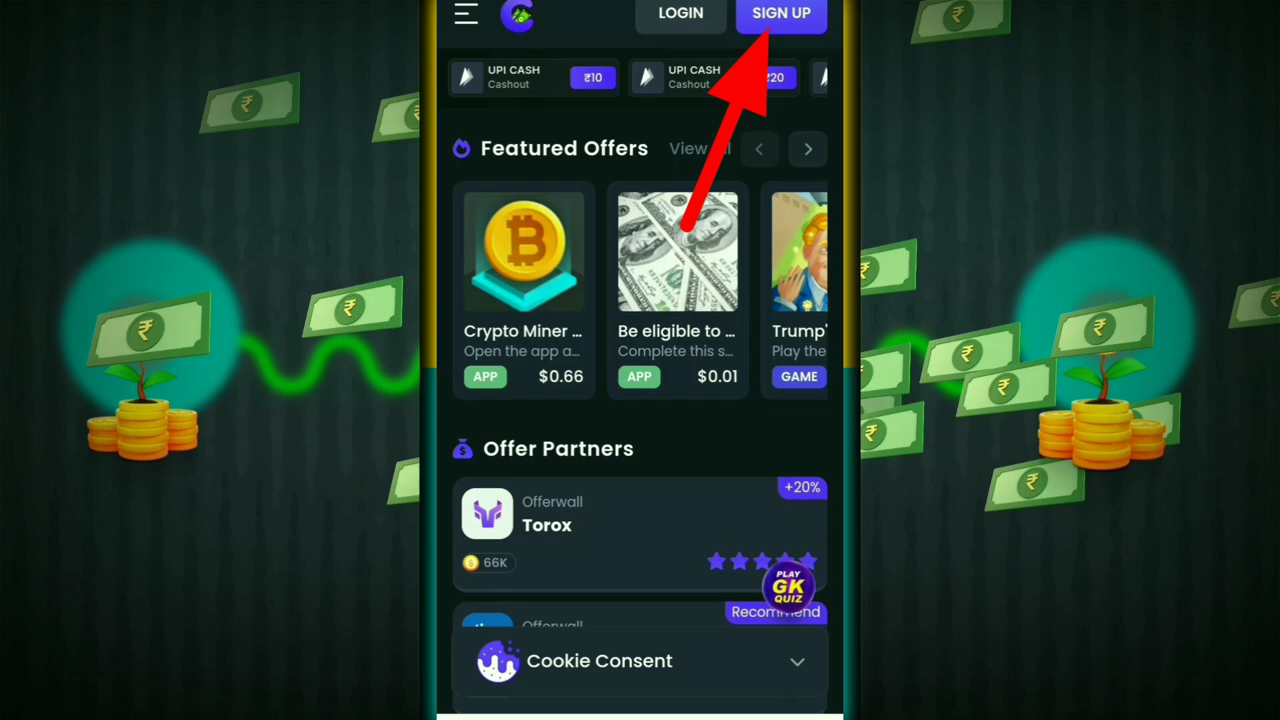 LOGIN
SIGN UP
UPI CASH
Cashout
₹10
UPI CASH
Cashout
₹20
Featured Offers
View
Crypto Miner ...
Open the app a...
APP
$0.66
Be eligible to ...
Complete this s...
APP
$0.01
Trump'
Play the
GAME
Offer Partners
+20%
Offerwall
Torox
66K
PLAY
GK
QUIZ
Recommend
Offerwall
Cookie Consent